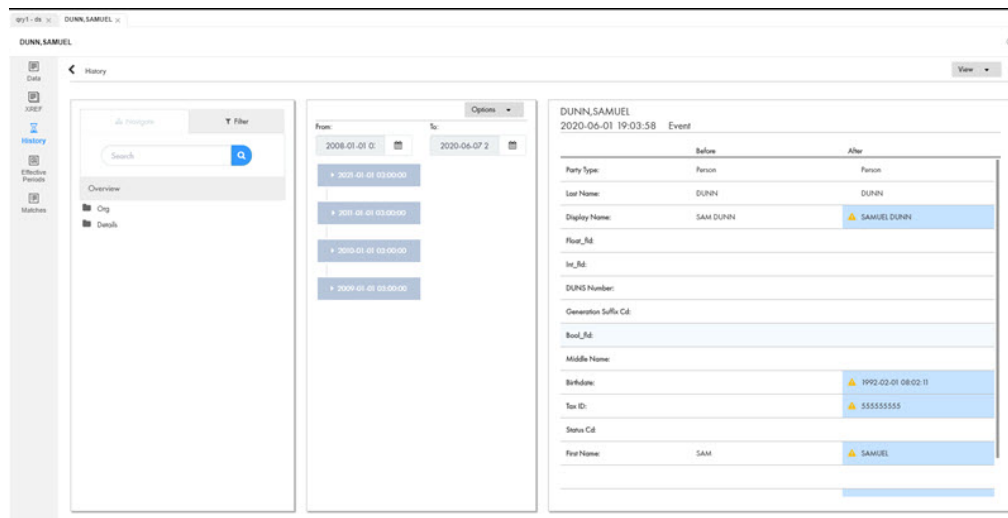 qry1 - ds
DUNN,SAMUEL
DUNN,SAMUEL
Data
XREF
History
Effective Periods
Matches
History
View
Navigate
Filter
Search
Overview
Org
Details
Options
From:
To:
2008-01-01 0:
2020-06-07 2
2021-01-01 03:00:00
2011-01-01 03:00:00
2010-01-01 03:00:00
2009-01-01 03:00:00
DUNN,SAMUEL
2020-06-01 19:03:58 Event
Before After
Party Type: Person Person
Last Name: DUNN DUNN
Display Name: SAM DUNN SAMUEL DUNN
Float_fld:
Int_fld:
DUNS Number:
Generation Suffix Cd:
Bool_fld:
Middle Name:
Birthdate: 1992-02-01 08:02:11
Tax ID: 555555555
Status Cd:
First Name: SAM SAMUEL